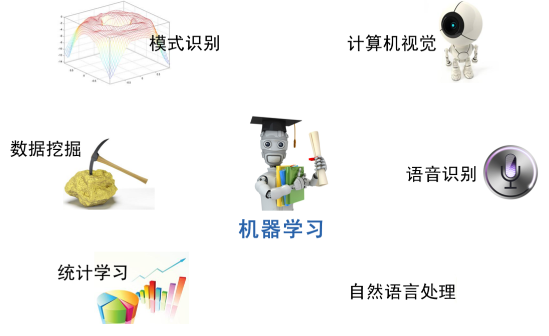 模式识别
计算机视觉
数据挖掘
语音识别
机器学习
统计学习
自然语言处理